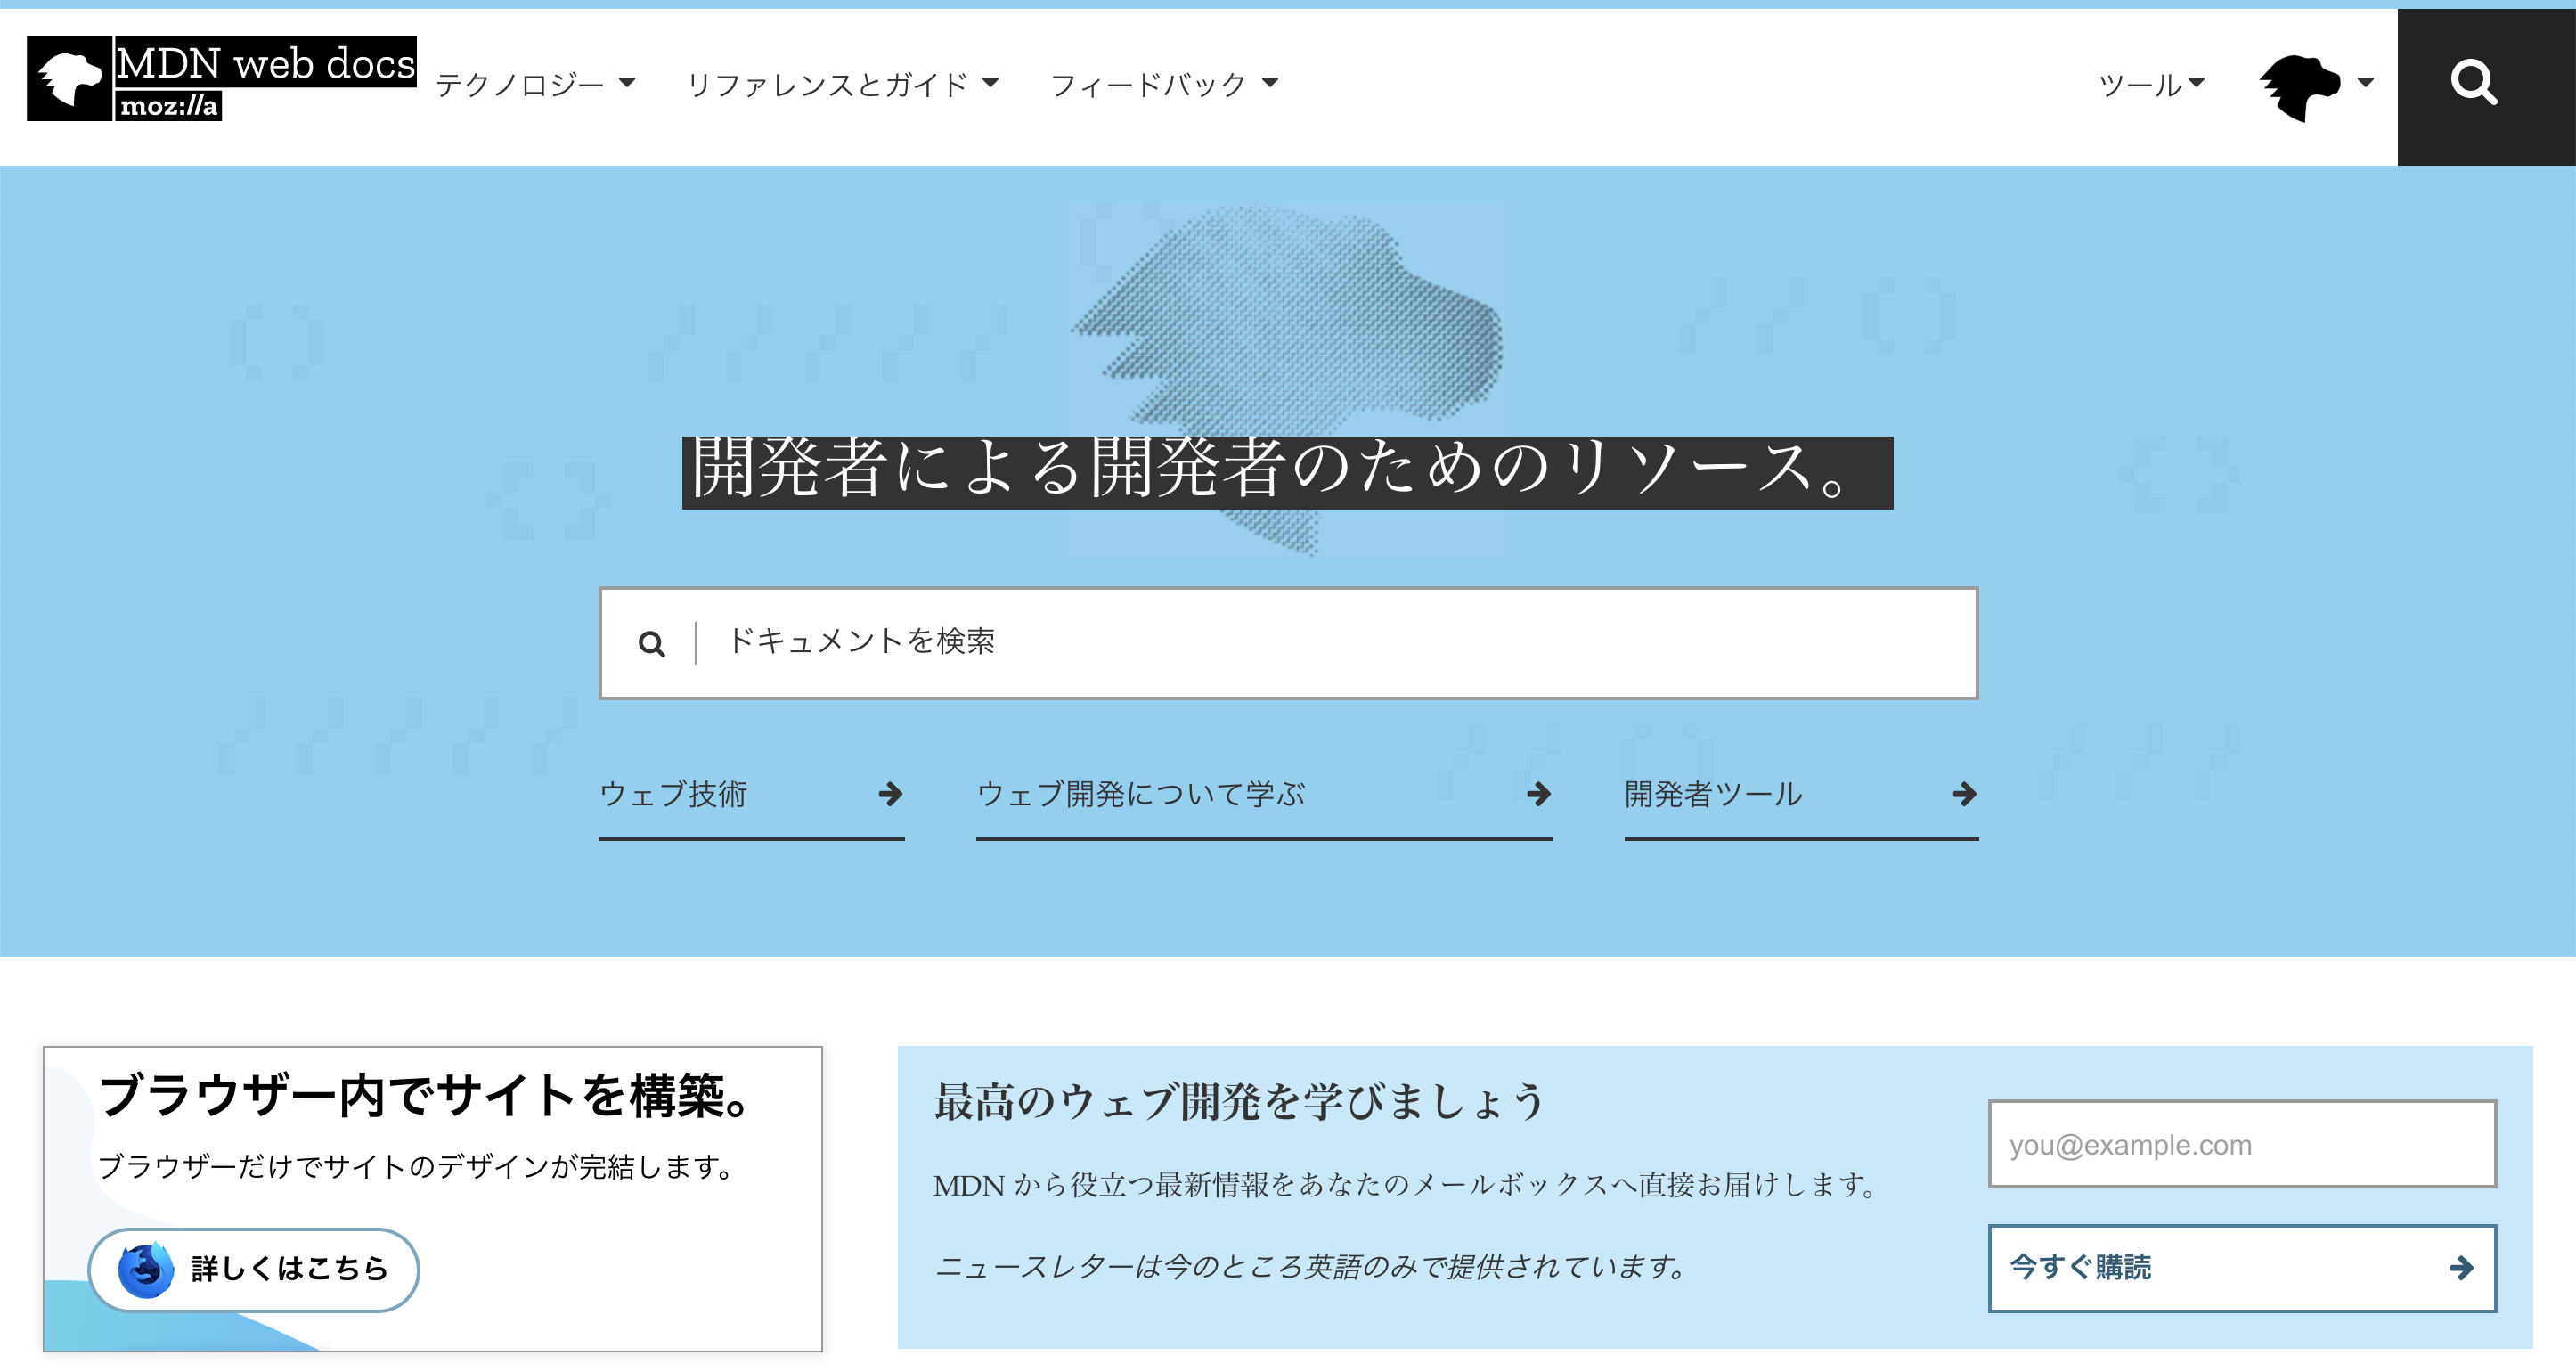 MDN web docs
moz://a
テクノロジー
リファレンスとガイド
フィードバック
ツール
開発者による開発者のためのリソース。
ドキュメントを検索
ウェブ技術
ウェブ開発について学ぶ
開発者ツール
ブラウザー内でサイトを構築。
ブラウザーだけでサイトのデザインが完結します。
詳しくはこちら
最高のウェブ開発を学びましょう
MDN から役立つ最新情報をあなたのメールボックスへ直接お届けします。
ニュースレターは今のところ英語のみで提供されています。
you@example.com
今すぐ購読